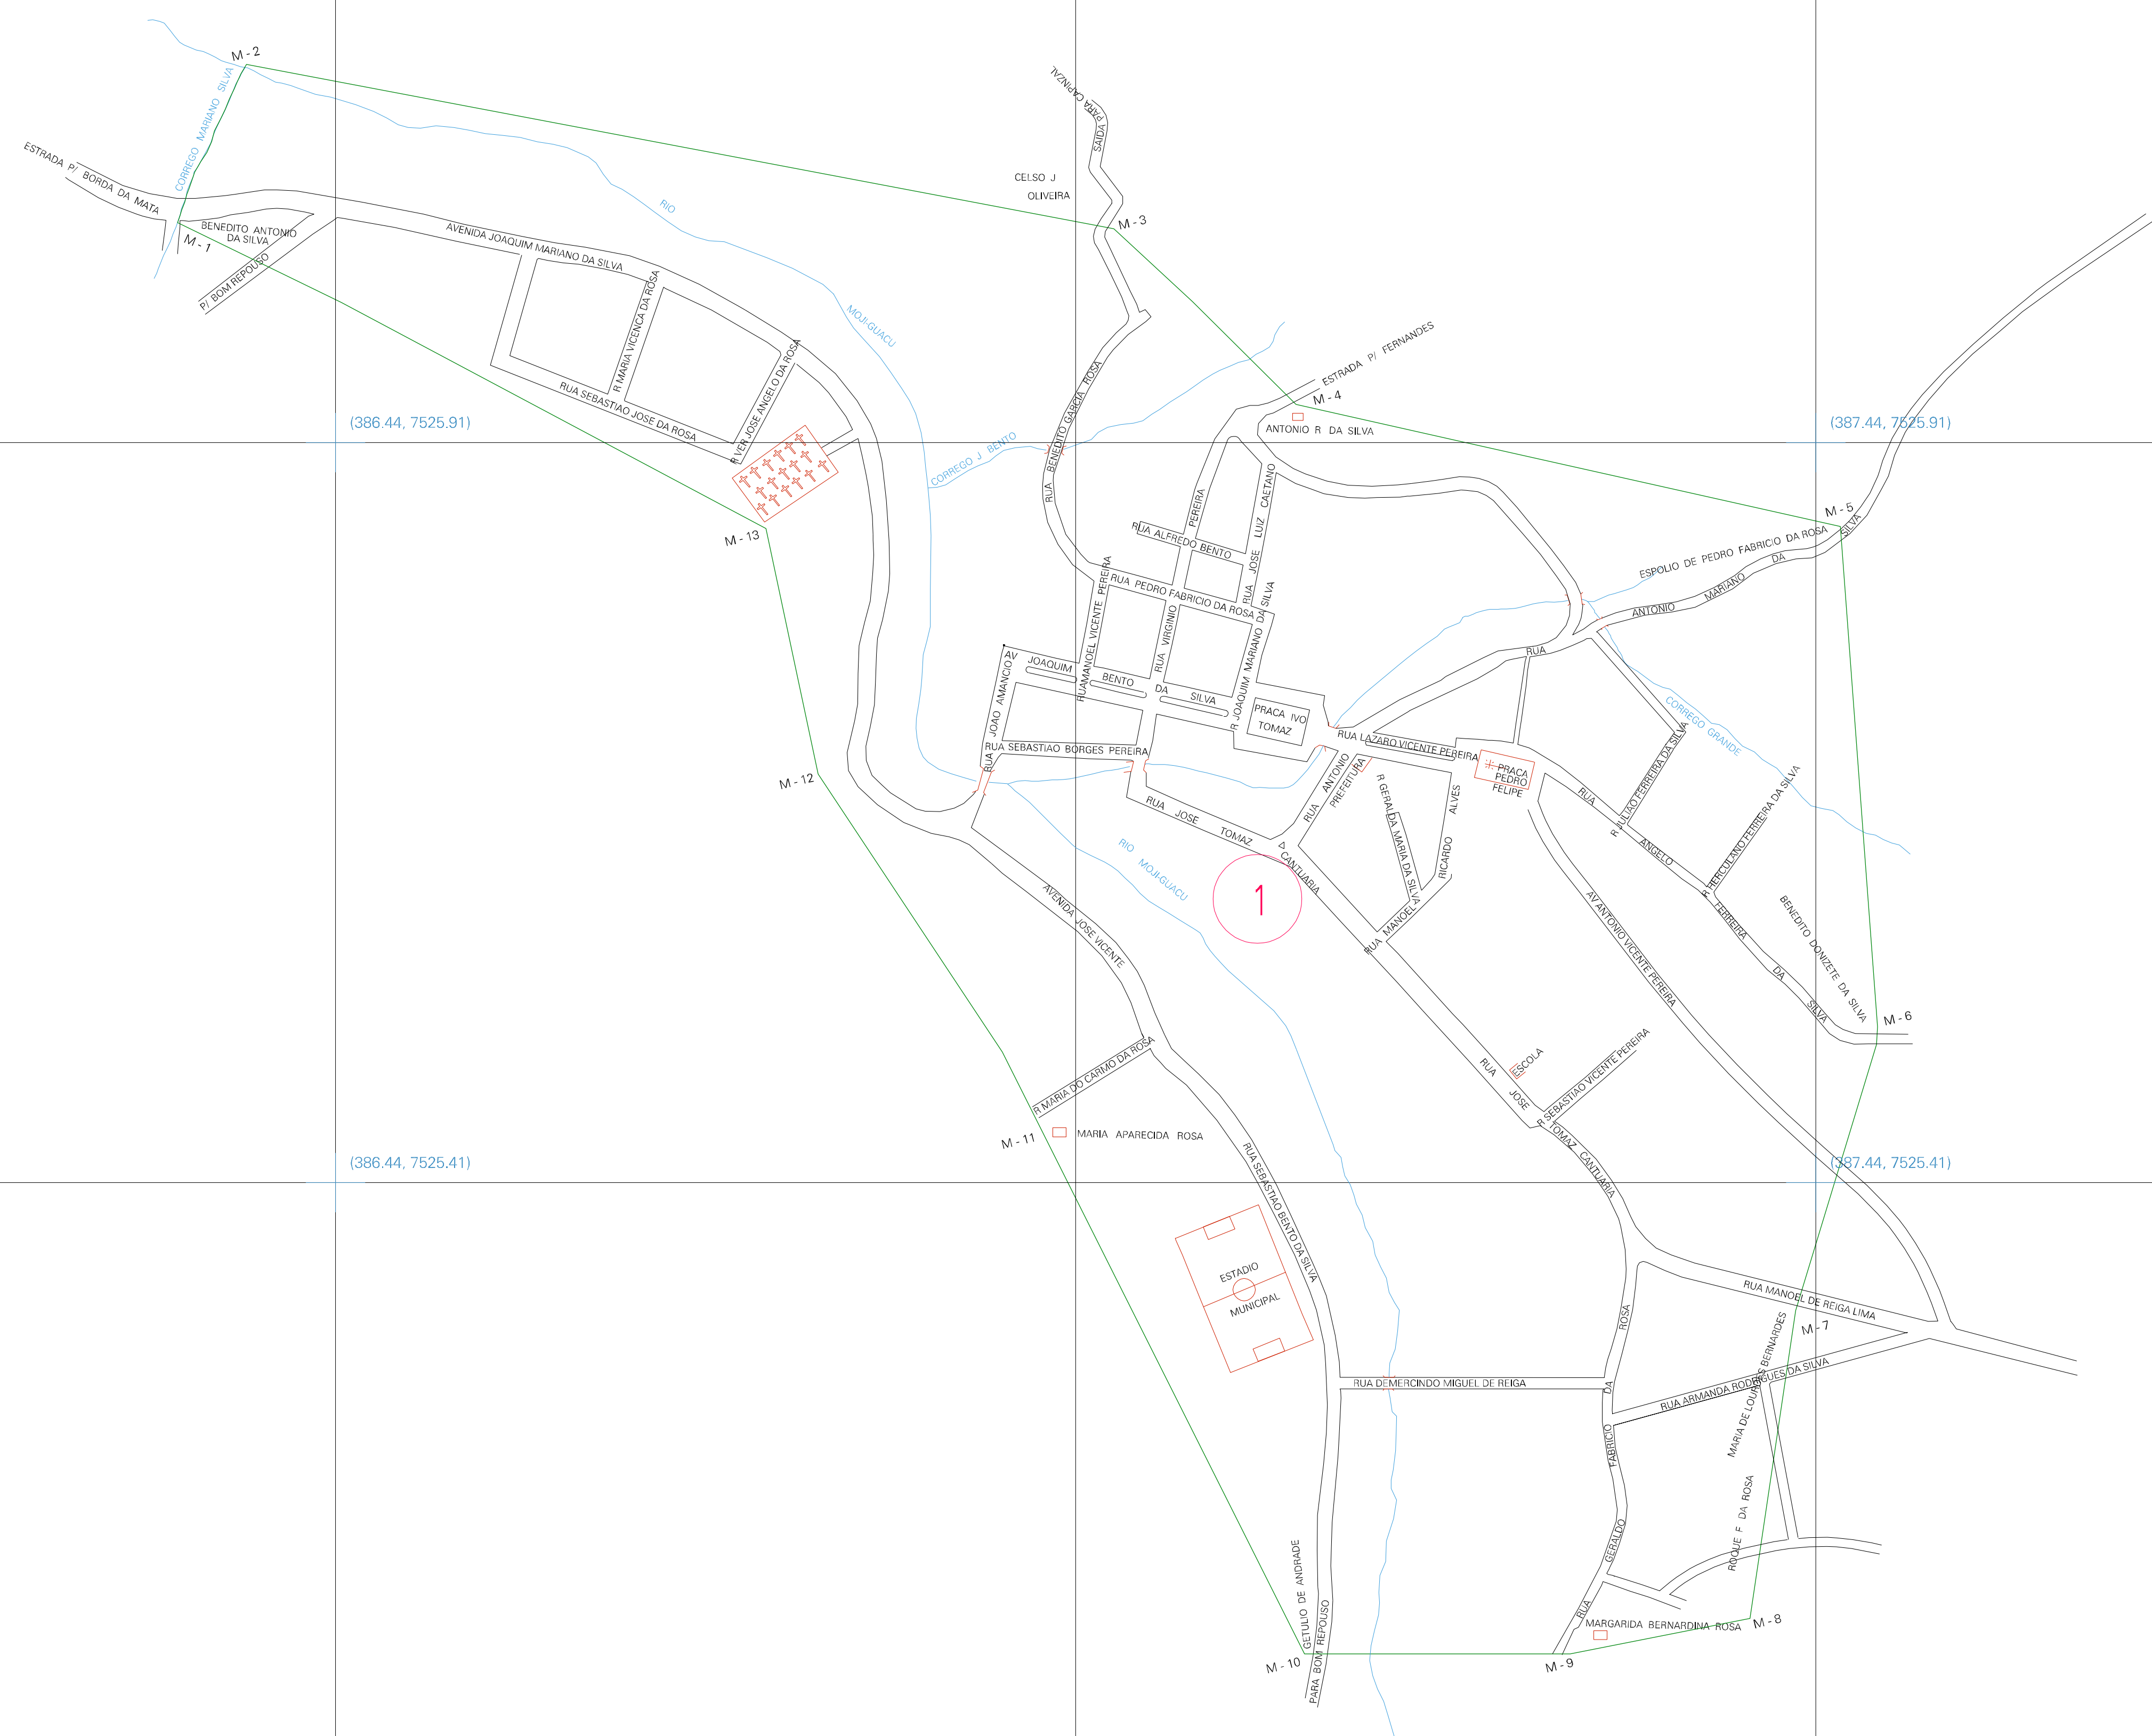 M - 2
CORREGO MARIANO SILVA
ESTRADA P/ BORDA DA MATA
BENEDITO ANTONIO
DA SILVA
M - 1
P/ BOM REPOUSO
AVENIDA JOAQUIM MARIANO DA SILVA
R MARIA VICENCA DA ROSA
RUA SEBASTIAO JOSE DA ROSA
R VER JOSE ANGELO DA ROSA
RIO
MOJI-GUACU
SAIDA PARA CAPINZAL
CELSO J
OLIVEIRA
M - 3
(386.44, 7525.91)
(387.44, 7525.91)
ESTRADA P/ FERNANDES
M - 4
ANTONIO R DA SILVA
RUA BENEDITO GARCIA ROSA
CORREGO J BENTO
M - 13
M - 5
ESPOLIO DE PEDRO FABRICIO DA ROSA
RUA ANTONIO MARIANO DA SILVA
RUA ALFREDO BENTO
RUA VIRGINIO PEREIRA
RUA JOSE LUIZ CAETANO
RUA PEDRO FABRICIO DA ROSA
RUA MANOEL VICENTE PEREIRA
R JOAQUIM MARIANO DA SILVA
AV JOAQUIM BENTO DA SILVA
RUA JOAO AMANCIO
RUA SEBASTIAO BORGES PEREIRA
PRACA IVO
TOMAZ
RUA LAZARO VICENTE PEREIRA
RUA ANTONIO
PREFEITURA
R GERALDA MARIA DA SILVA
RUA MANOEL RICARDO ALVES
PRACA
PEDRO
FELIPE
CORREGO GRANDE
R JULIAO FERREIRA DA SILVA
R HERCULANO FERREIRA DA SILVA
RUA ANGELO FERREIRA DA SILVA
BENEDITO DONIZETE DA SILVA
AV ANTONIO VICENTE PEREIRA
M - 12
RUA JOSE TOMAZ CANTUARIA
1
RIO MOJI-GUACU
AVENIDA JOSE VICENTE
M - 6
ESCOLA
R SEBASTIAO VICENTE PEREIRA
RUA JOSE TOMAZ CANTUARIA
R MARIA DO CARMO DA ROSA
M - 11
MARIA APARECIDA ROSA
(386.44, 7525.41)
(387.44, 7525.41)
RUA SEBASTIAO BENTO DA SILVA
ESTADIO
MUNICIPAL
RUA MANOEL DE REIGA LIMA
M - 7
RUA DEMERCINDO MIGUEL DE REIGA
RUA ARMANDA RODRIGUES DA SILVA
MARIA DE LOURDES BERNARDES
RUA GERALDO FABRICIO DA ROSA
ROQUE F DA ROSA
GETULIO DE ANDRADE
PARA BOM REPOUSO
MARGARIDA BERNARDINA ROSA
M - 8
M - 10
M - 9